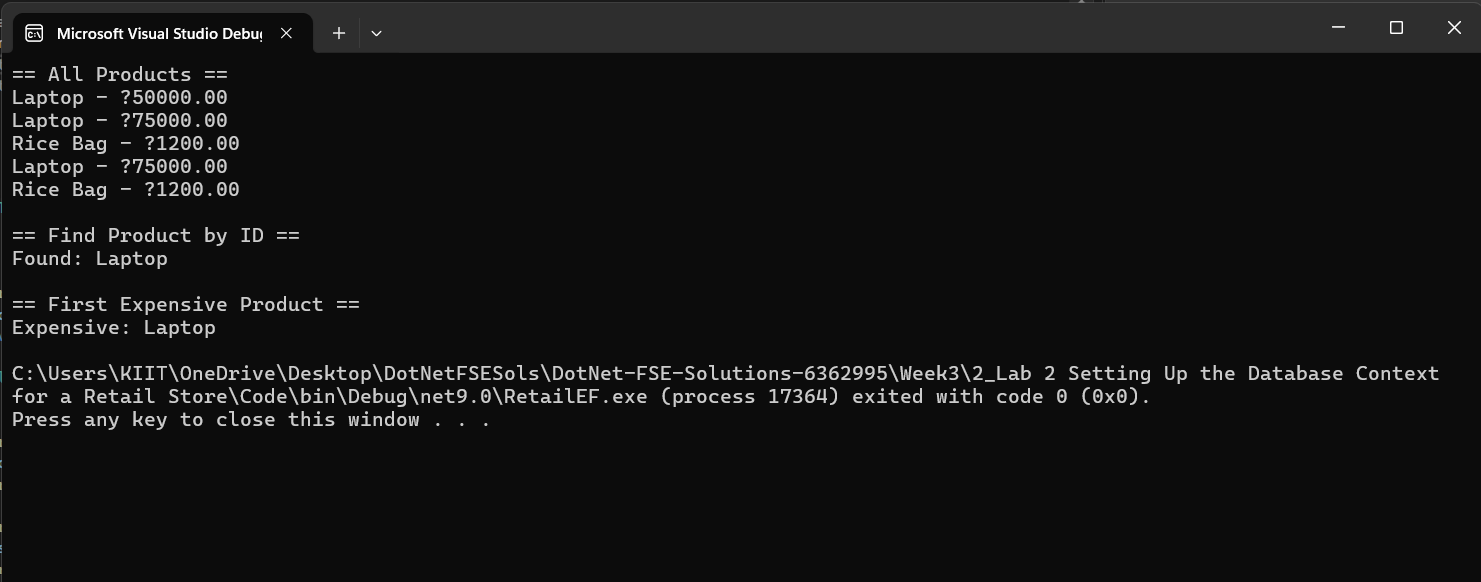 Microsoft Visual Studio Debu
== All Products ==
Laptop - ?50000.00
Laptop - ?75000.00
Rice Bag - ?1200.00
Laptop - ?75000.00
Rice Bag - ?1200.00
== Find Product by ID ==
Found: Laptop
== First Expensive Product ==
Expensive: Laptop
C:\Users\KIIT\OneDrive\Desktop\DotNetFSESols\DotNet-FSE-Solutions-6362995\Week3\2_Lab 2 Setting Up the Database Context
for a Retail Store\Code\bin\Debug\net9.0\RetailEF.exe (process 17364) exited with code 0 (0x0).
Press any key to close this window . . .